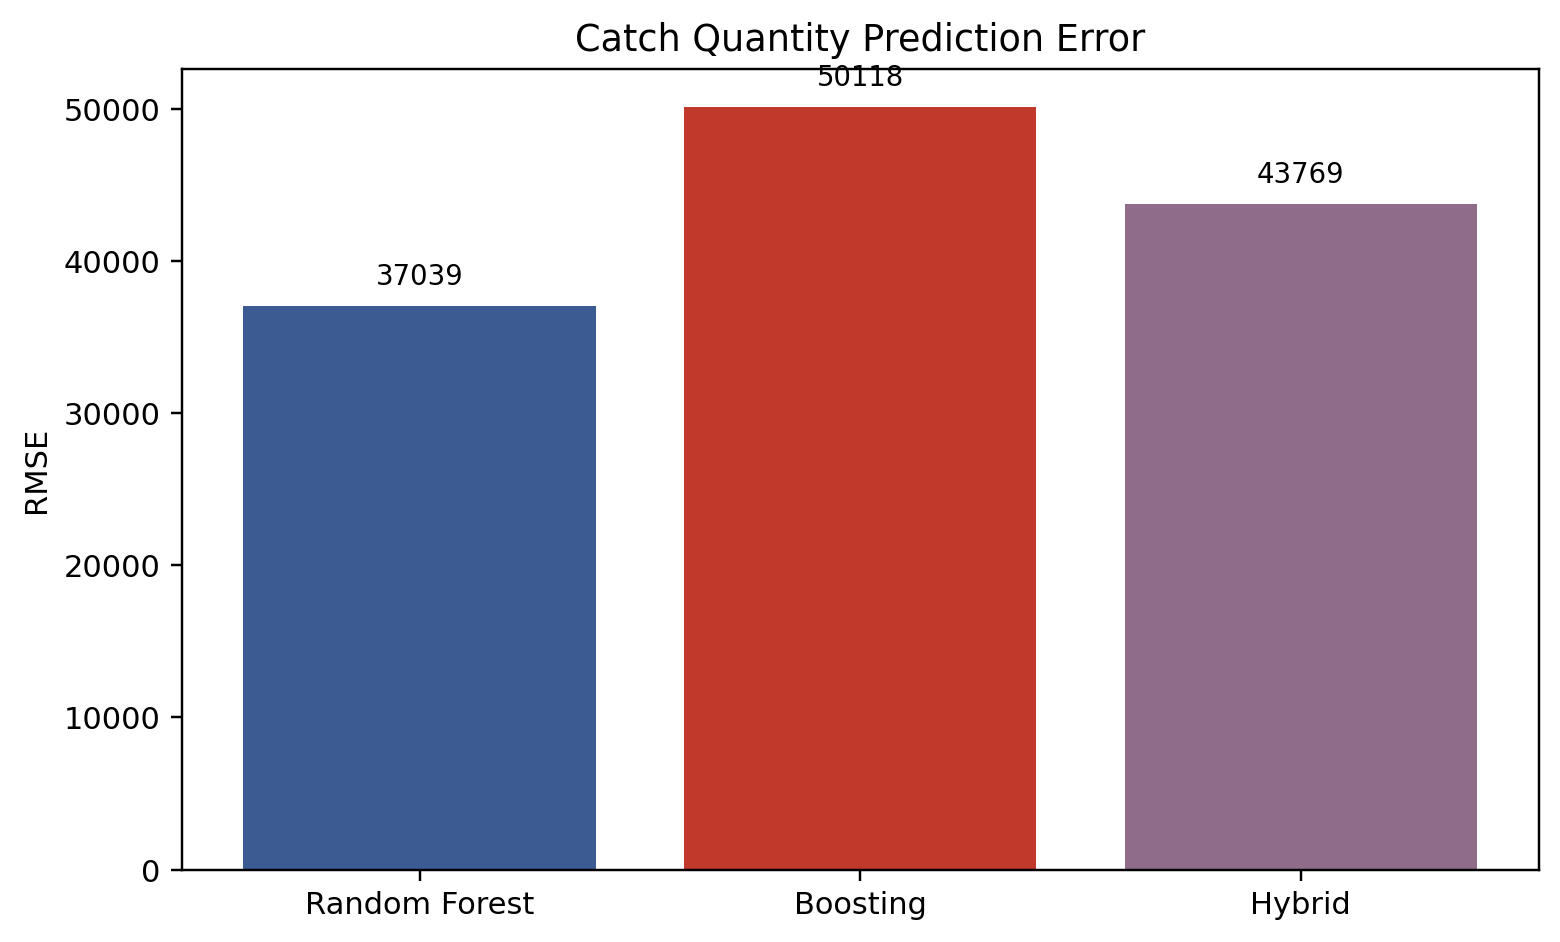 Catch Quantity Prediction Error
50118
50000
43769
40000
37039
30000
RMSE
20000
10000
0
Random Forest
Boosting
Hybrid